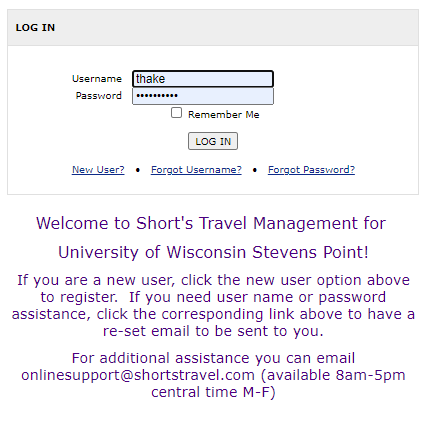 LOG IN
Username thake
Password ••••••••••
Remember Me
LOG IN
New User? • Forgot Username? • Forgot Password?
Welcome to Short's Travel Management for
University of Wisconsin Stevens Point!
If you are a new user, click the new user option above
to register. If you need user name or password
assistance, click the corresponding link above to have a
re-set email to be sent to you.
For additional assistance you can email
onlinesupport@shortstravel.com (available 8am-5pm
central time M-F)